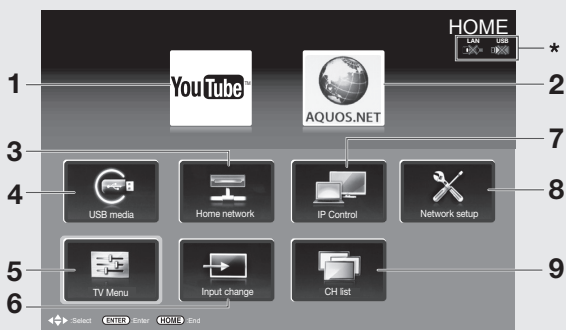 HOME
LAN USB
*
1
YouTube™
AQUOS.NET
2
3
7
4
USB media
Home network
IP Control
Network setup
8
5
TV Menu
Input change
CH list
9
6
:Select ENTER :Enter HOME :End